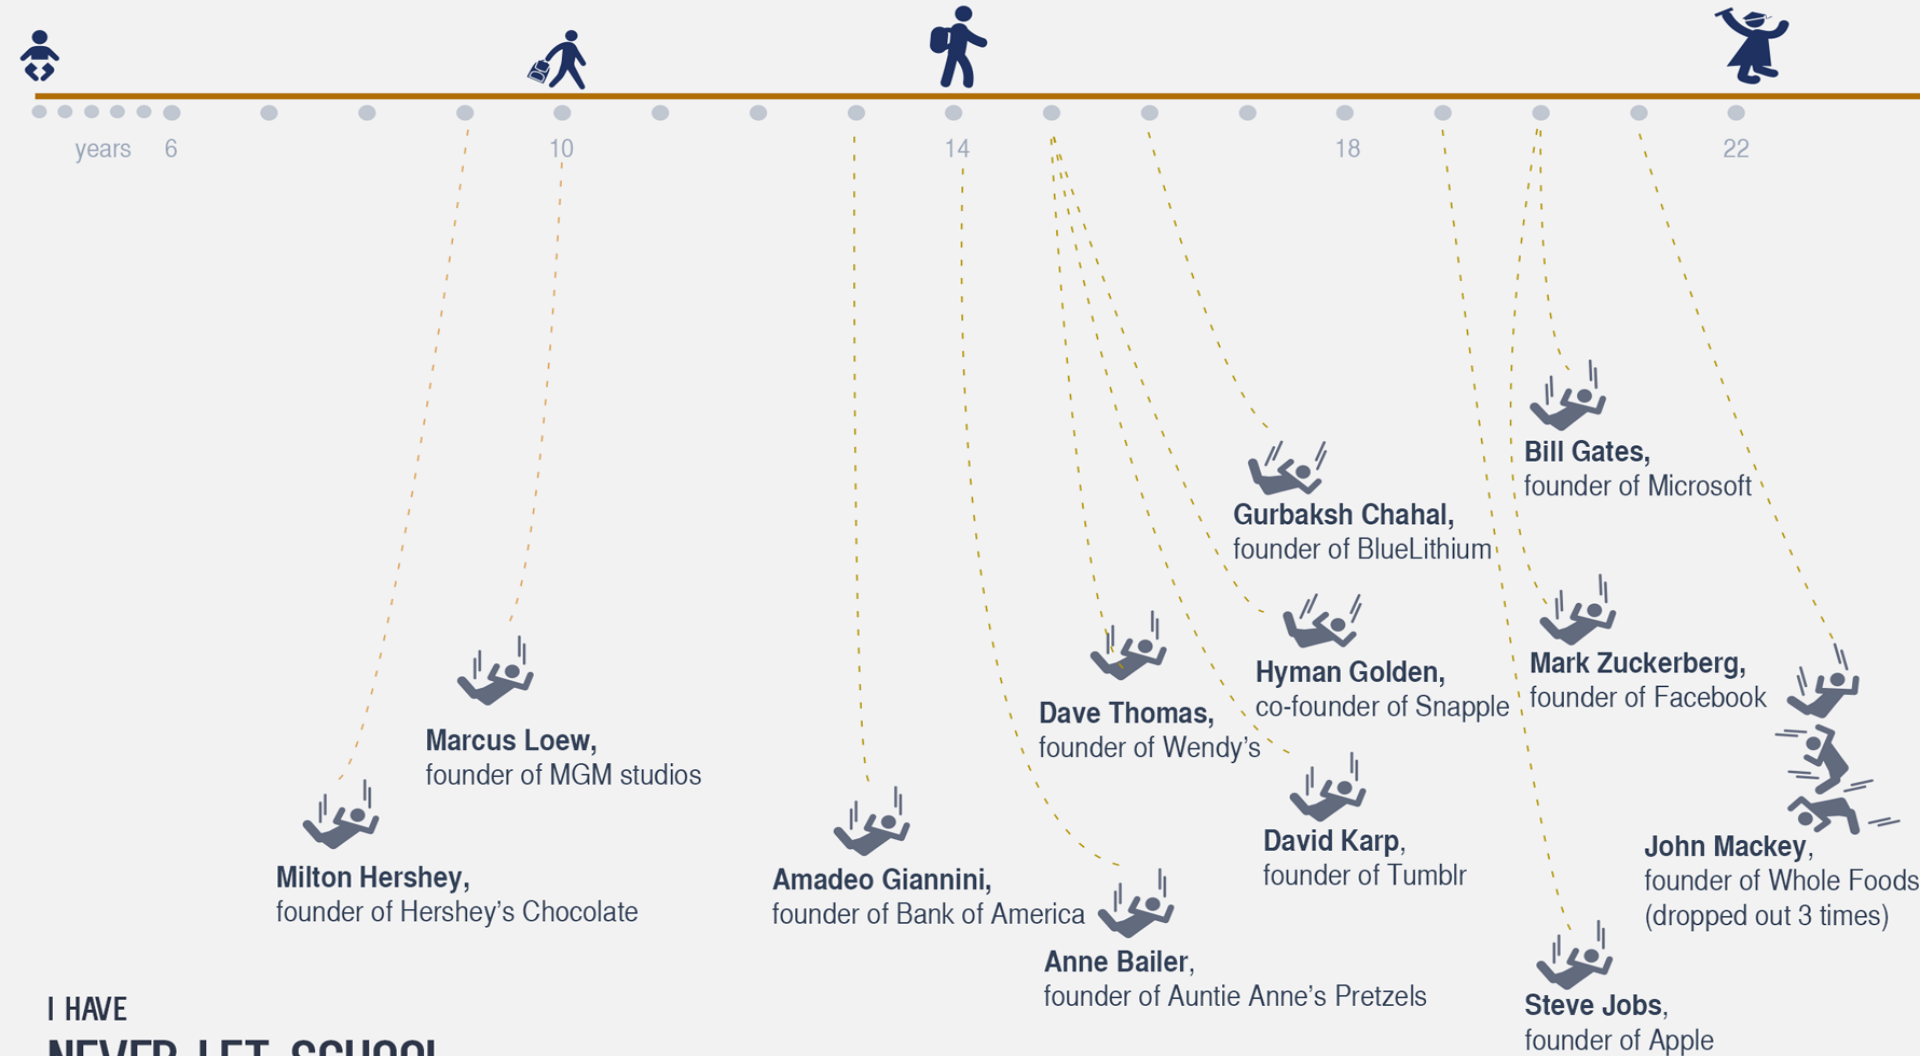 years 6 10 14 18 22
Bill Gates,
founder of Microsoft
Gurbaksh Chahal,
founder of BlueLithium
Hyman Golden,
co-founder of Snapple
Mark Zuckerberg,
founder of Facebook
Dave Thomas,
founder of Wendy's
Marcus Loew,
founder of MGM studios
David Karp,
founder of Tumblr
John Mackey,
founder of Whole Foods
(dropped out 3 times)
Milton Hershey,
founder of Hershey's Chocolate
Amadeo Giannini,
founder of Bank of America
Anne Bailer,
founder of Auntie Anne's Pretzels
Steve Jobs,
founder of Apple
I HAVE
NEVER LET SCHOOL